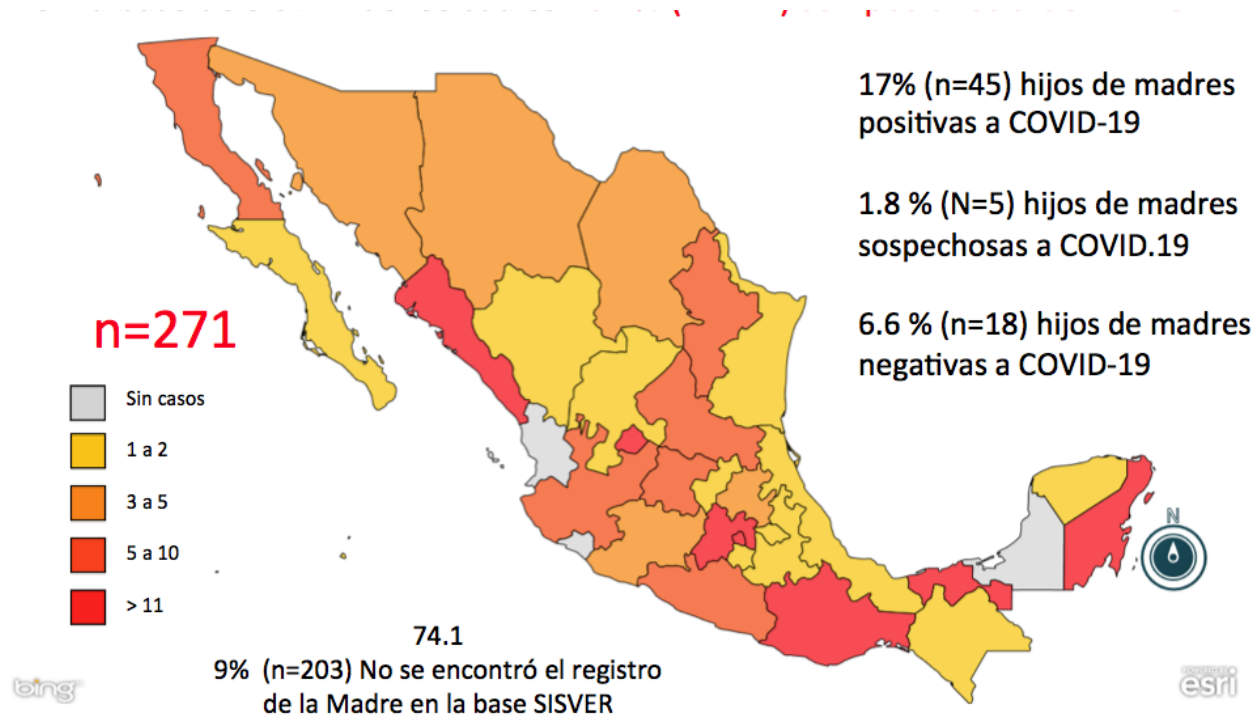 17% (n=45) hijos de madres
positivas a COVID-19
1.8 % (N=5) hijos de madres
sospechosas a COVID.19
6.6 % (n=18) hijos de madres
negativas a COVID-19
n=271
Sin casos
1 a 2
3 a 5
5 a 10
> 11
N
74.1
9% (n=203) No se encontró el registro
de la Madre en la base SISVER
bing
POWERED BY
esri